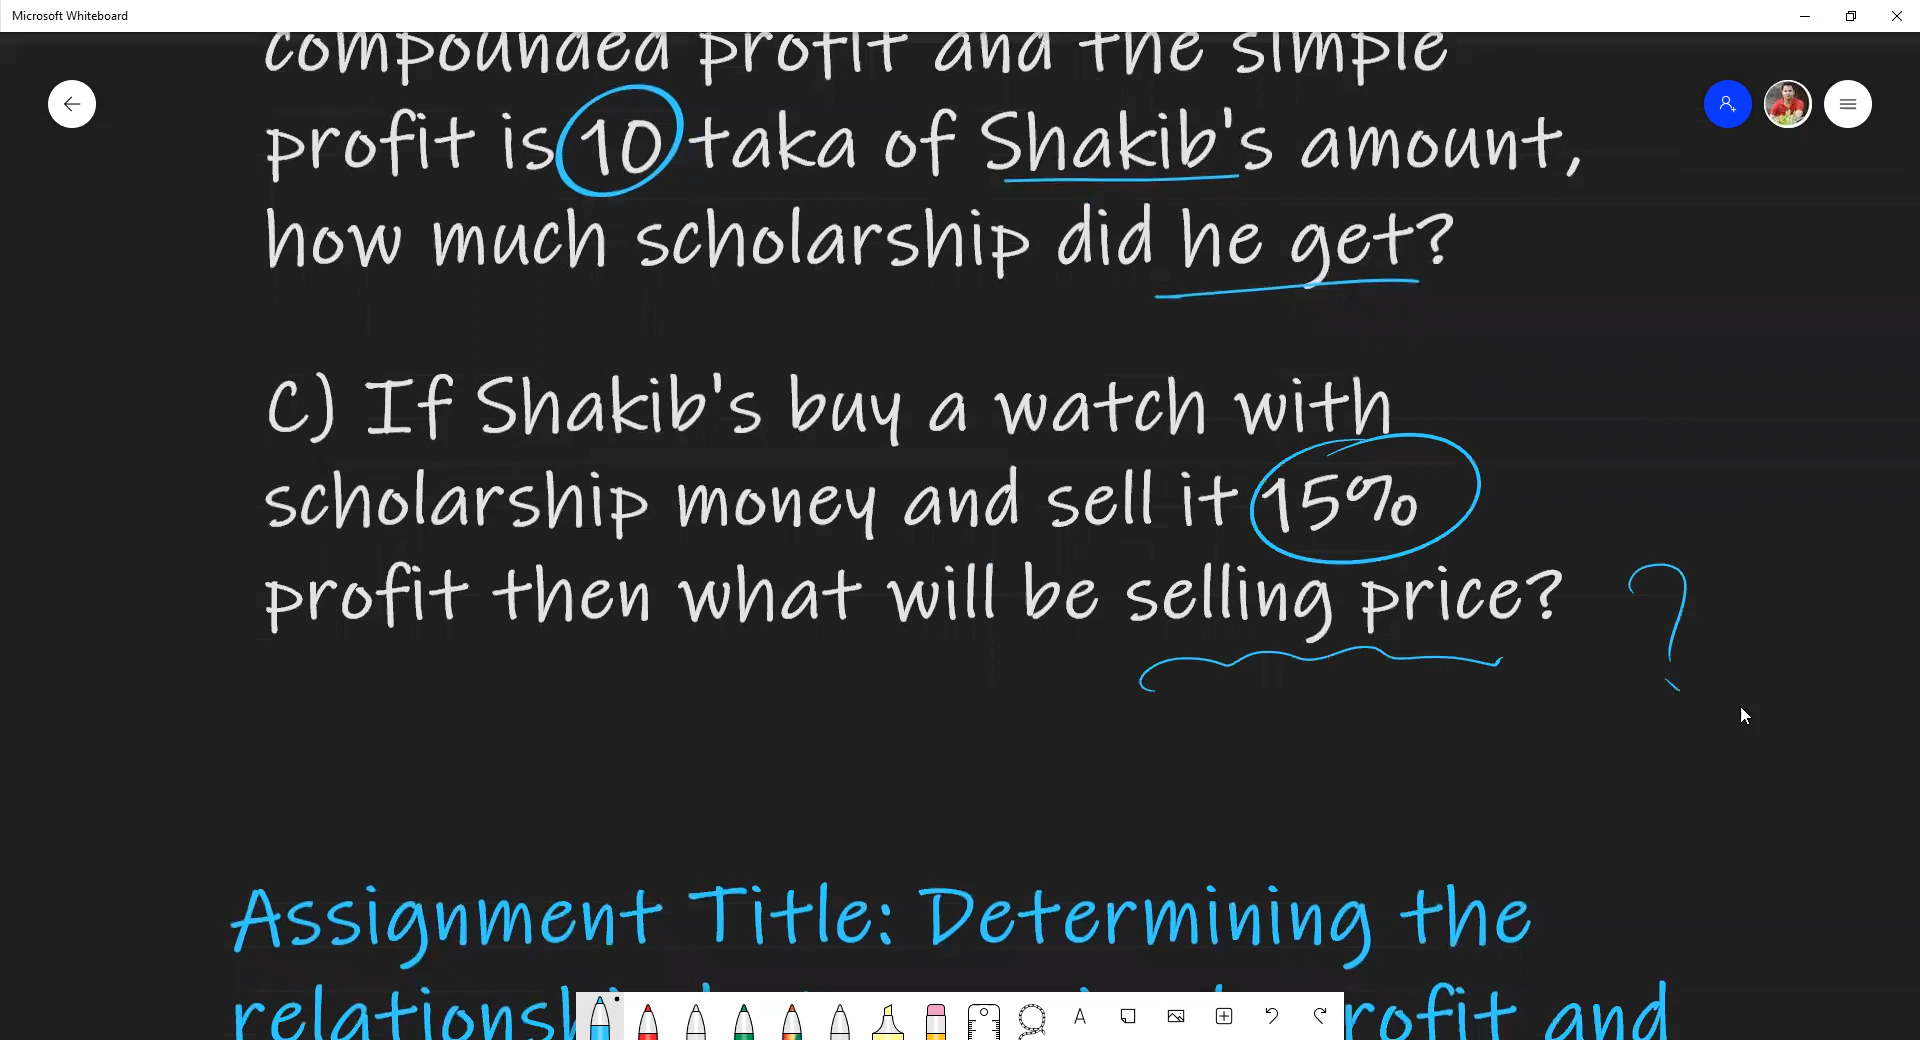 Microsoft Whiteboard
compounded profit and the simple
profit is 10 taka of Shakib's amount,
how much scholarship did he get?
C) If Shakib's buy a watch with
scholarship money and sell it 15%
profit then what will be selling price?
?
Assignment Title: Determining the
profit and
A